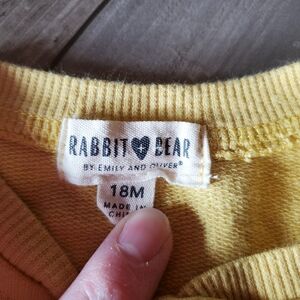 RABBIT ♥ BEAR
BY EMILY AND OLIVER®
18M
MADE IN